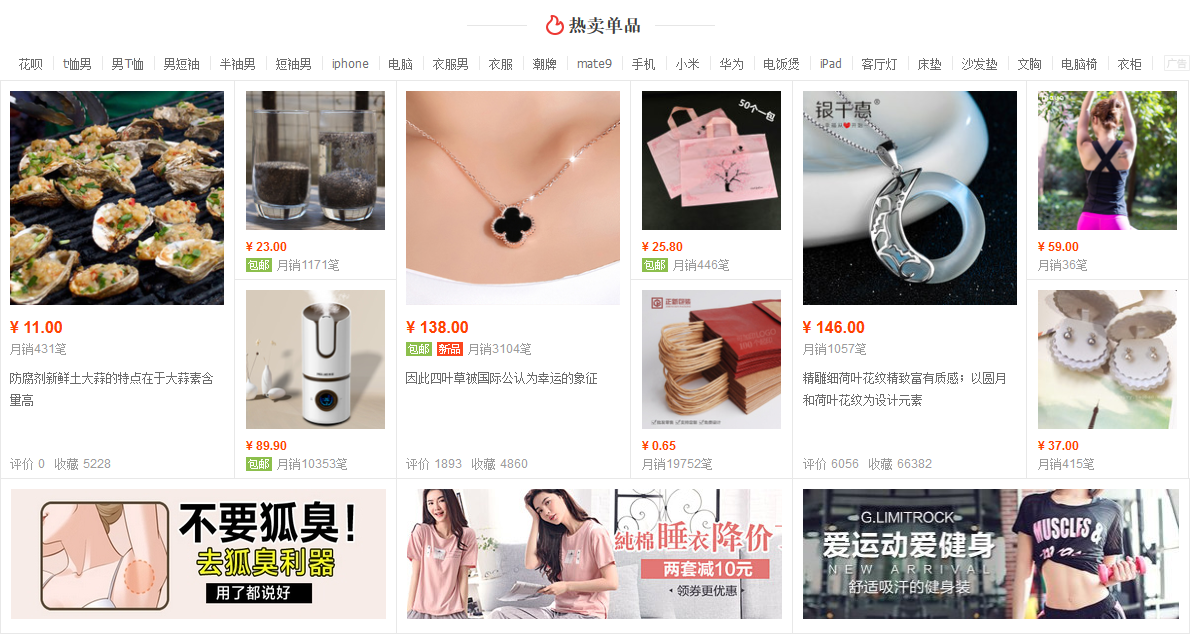 热卖单品
花呗 t恤男 男T恤 男短袖 半袖男 短袖男 iphone 电脑 衣服男 衣服 潮牌 mate9 手机 小米 华为 电饭煲 iPad 客厅灯 床垫 沙发垫 文胸 电脑椅 衣柜 广告
¥ 11.00
月销431笔
防腐剂新鲜土大蒜的特点在于大蒜素含
量高
评价 0 收藏 5228
¥ 23.00
包邮 月销1171笔
¥ 89.90
包邮 月销10353笔
¥ 138.00
包邮 新品 月销3104笔
因此四叶草被国际公认为幸运的象征
评价 1893 收藏 4860
50个一包
¥ 25.80
包邮 月销446笔
正能包装
¥ 0.65
月销19752笔
银千惠®
¥ 146.00
月销1057笔
精雕细荷叶花纹精致富有质感；以圆月
和荷叶花纹为设计元素
评价 6056 收藏 66382
¥ 59.00
月销36笔
¥ 37.00
月销415笔
不要狐臭!
去狐臭利器
用了都说好
純棉睡衣降价
两套减10元
领券更优惠
G.LIMITROCK
爱运动爱健身
NEW ARRIVAL
舒适吸汗的健身装
MUSCLES &